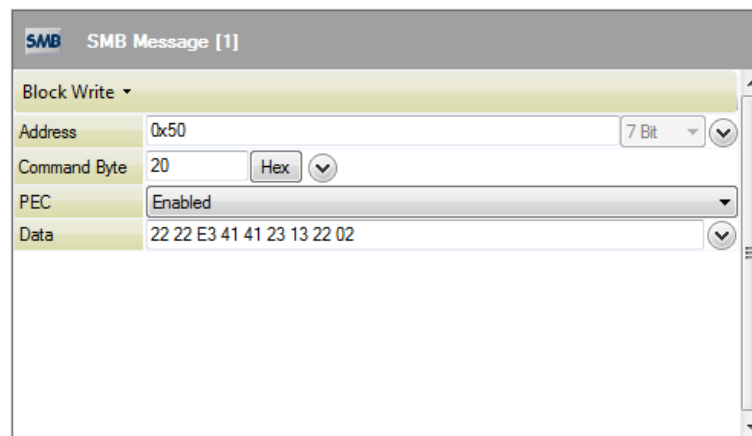 SMB SMB Message [1]
Block Write
Address 0x50 7 Bit
Command Byte 20 Hex
PEC Enabled
Data 22 22 E3 41 41 23 13 22 02